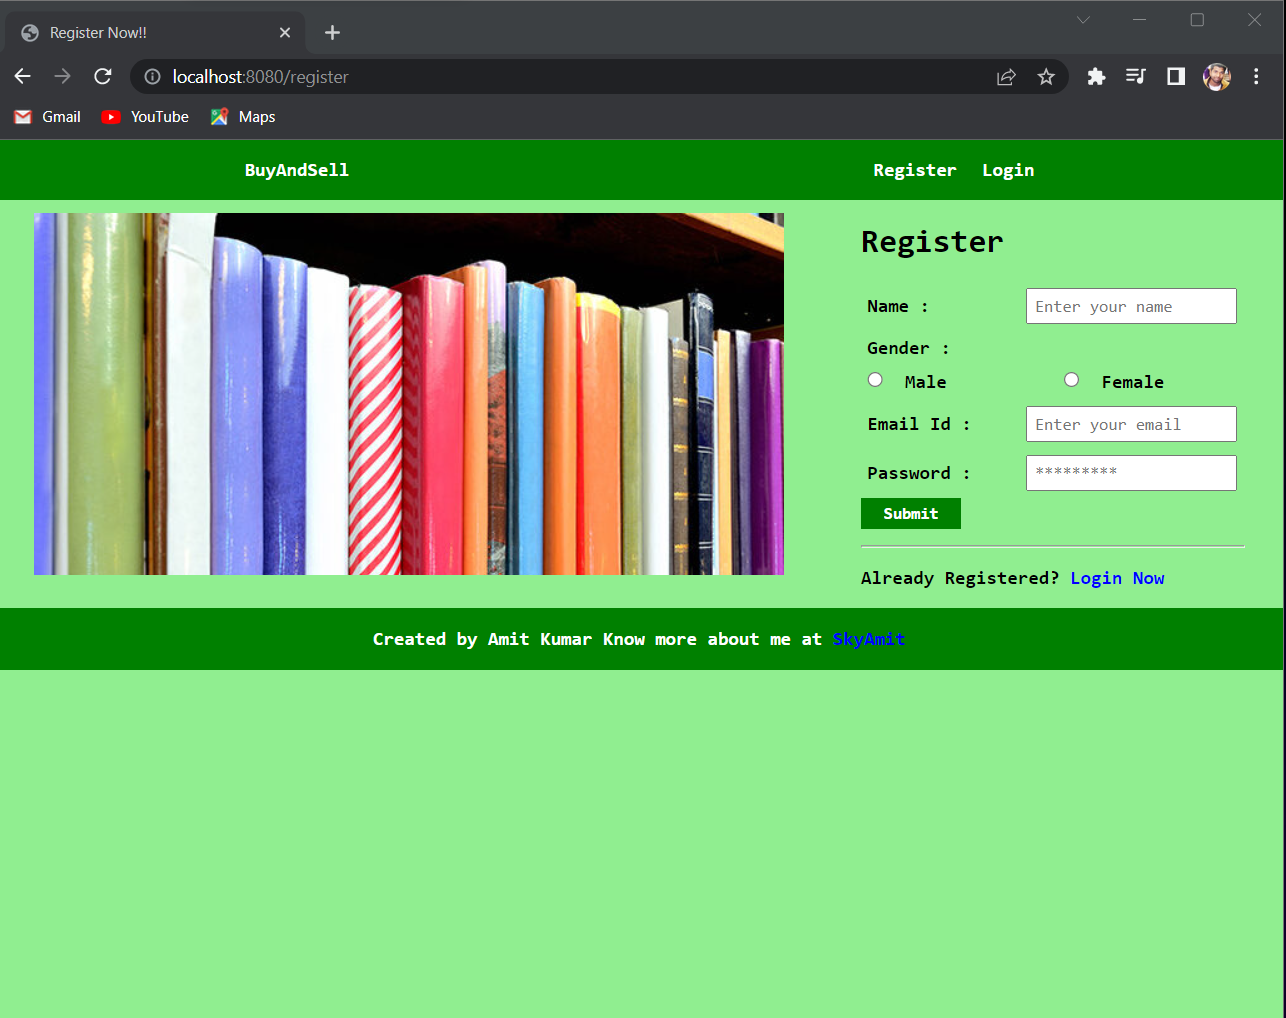 Register Now!!
localhost:8080/register
Gmail YouTube Maps
BuyAndSell Register Login
Register
Name : Enter your name
Gender :
Male Female
Email Id : Enter your email
Password : *********
Submit
Already Registered? Login Now
Created by Amit Kumar Know more about me at SkyAmit